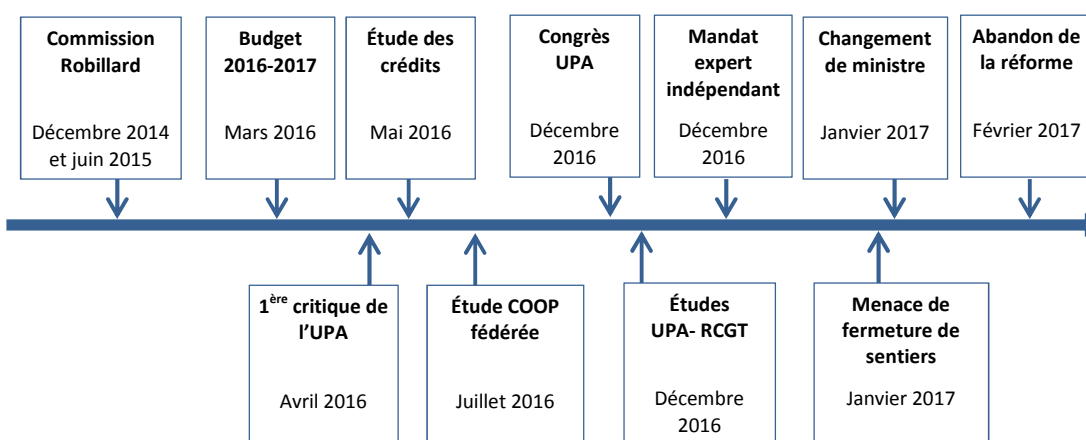 Commission
Robillard
Décembre 2014
et juin 2015
Budget
2016-2017
Mars 2016
Étude des
crédits
Mai 2016
Congrès
UPA
Décembre
2016
Mandat
expert
indépendant
Décembre
2016
Changement
de ministre
Janvier 2017
Abandon de
la réforme
Février 2017
1ère critique de
l’UPA
Avril 2016
Étude COOP
fédérée
Juillet 2016
Études
UPA- RCGT
Décembre
2016
Menace de
fermeture de
sentiers
Janvier 2017